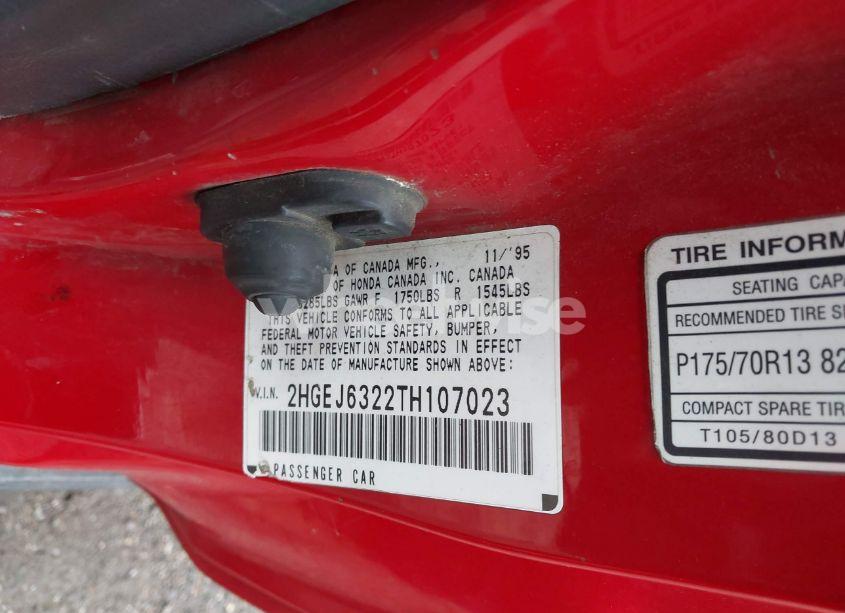 A OF CANADA MFG., 11/'95
OF HONDA CANADA INC. CANADA
3285LBS GAWR F 1750LBS R 1545LBS
THIS VEHICLE CONFORMS TO ALL APPLICABLE
FEDERAL MOTOR VEHICLE SAFETY, BUMPER,
AND THEFT PREVENTION STANDARDS IN EFFECT
ON THE DATE OF MANUFACTURE SHOWN ABOVE:
V.I.N. 2HGEJ6322TH107023
PASSENGER CAR
TIRE INFORM
SEATING CAPA
RECOMMENDED TIRE SI
P175/70R13 82
COMPACT SPARE TIR
T105/80D13